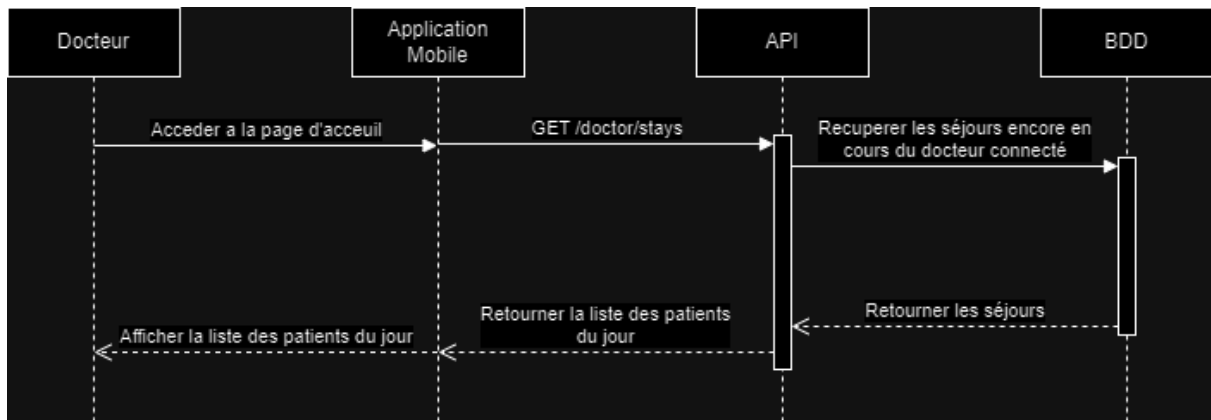 Docteur
Application
Mobile
API
BDD
Acceder a la page d'acceuil
GET /doctor/stays
Recuperer les séjours encore en
cours du docteur connecté
Retourner les séjours
Retourner la liste des patients
du jour
Afficher la liste des patients du jour